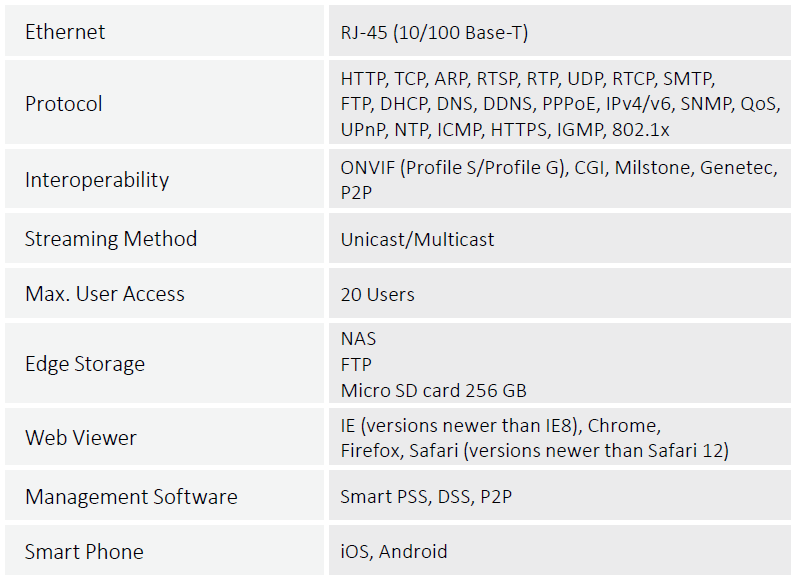 Ethernet
RJ-45 (10/100 Base-T)
Protocol
HTTP, TCP, ARP, RTSP, RTP, UDP, RTCP, SMTP,
FTP, DHCP, DNS, DDNS, PPPoE, IPv4/v6, SNMP, QoS,
UPnP, NTP, ICMP, HTTPS, IGMP, 802.1x
Interoperability
ONVIF (Profile S/Profile G), CGI, Milstone, Genetec,
P2P
Streaming Method
Unicast/Multicast
Max. User Access
20 Users
Edge Storage
NAS
FTP
Micro SD card 256 GB
Web Viewer
IE (versions newer than IE8), Chrome,
Firefox, Safari (versions newer than Safari 12)
Management Software
Smart PSS, DSS, P2P
Smart Phone
iOS, Android